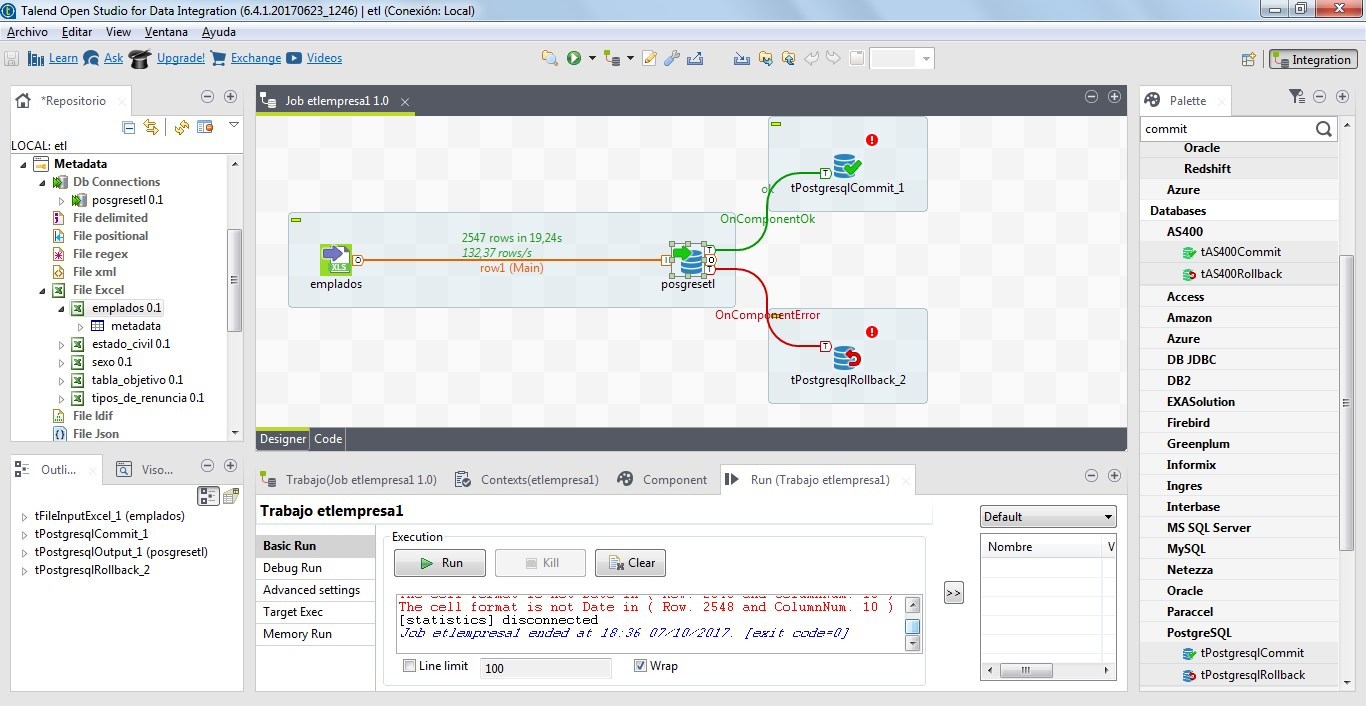 Talend Open Studio for Data Integration (6.4.1.20170623_1246) | etl (Conexión: Local)
Archivo Editar View Ventana Ayuda
Learn Ask Upgrade! Exchange Videos
Integration
*Repositorio
LOCAL: etl
Metadata
Db Connections
posgresetl 0.1
File delimited
File positional
File regex
File xml
File Excel
emplados 0.1
metadata
estado_civil 0.1
sexo 0.1
tabla_objetivo 0.1
tipos_de_renuncia 0.1
File ldif
File Json
Outli...
Viso...
tFileInputExcel_1 (emplados)
tPostgresqlCommit_1
tPostgresqlOutput_1 (posgresetl)
tPostgresqlRollback_2
Job etlempresa1 1.0
tPostgresqlCommit_1
ok
OnComponentOk
2547 rows in 19,24s
132,37 rows/s
row1 (Main)
XLS
emplados
posgresetl
OnComponentError
tPostgresqlRollback_2
Designer Code
Trabajo(Job etlempresa1 1.0)
Contexts(etlempresa1)
Component
Run (Trabajo etlempresa1)
Trabajo etlempresa1
Basic Run
Debug Run
Advanced settings
Target Exec
Memory Run
Execution
Run
Kill
Clear
The cell format is not Date in ( Row. 2548 and ColumnNum. 10 )
[statistics] disconnected
Job etlempresa1 ended at 18:36 07/10/2017. [exit code=0]
Line limit
100
Wrap
>>
Default
Nombre
V
Palette
commit
Oracle
Redshift
Azure
Databases
AS400
tAS400Commit
tAS400Rollback
Access
Amazon
Azure
DB JDBC
DB2
EXASolution
Firebird
Greenplum
Informix
Ingres
Interbase
MS SQL Server
MySQL
Netezza
Oracle
Paraccel
PostgreSQL
tPostgresqlCommit
tPostgresqlRollback